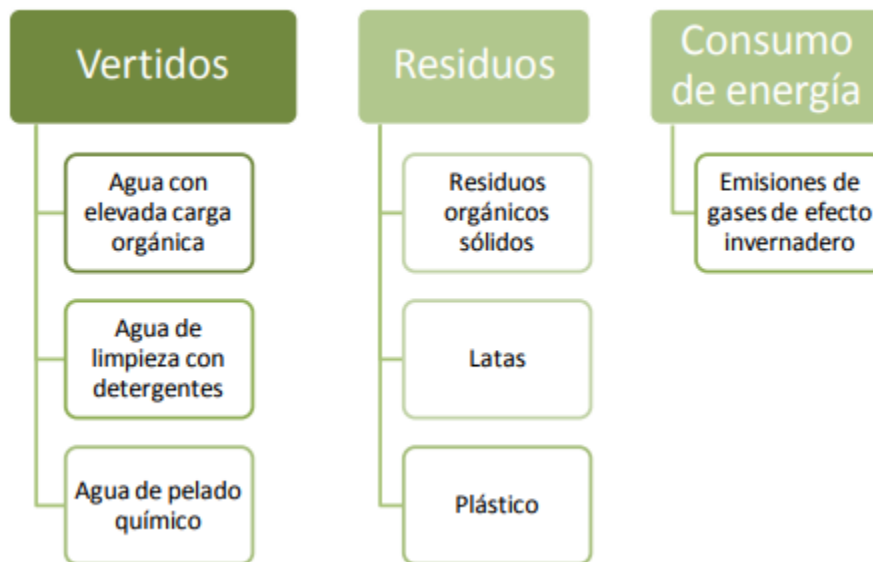 Vertidos
Agua con
elevada carga
orgánica
Agua de
limpieza con
detergentes
Agua de pelado
químico
Residuos
Residuos
orgánicos
sólidos
Latas
Plástico
Consumo
de energía
Emisiones de
gases de efecto
invernadero